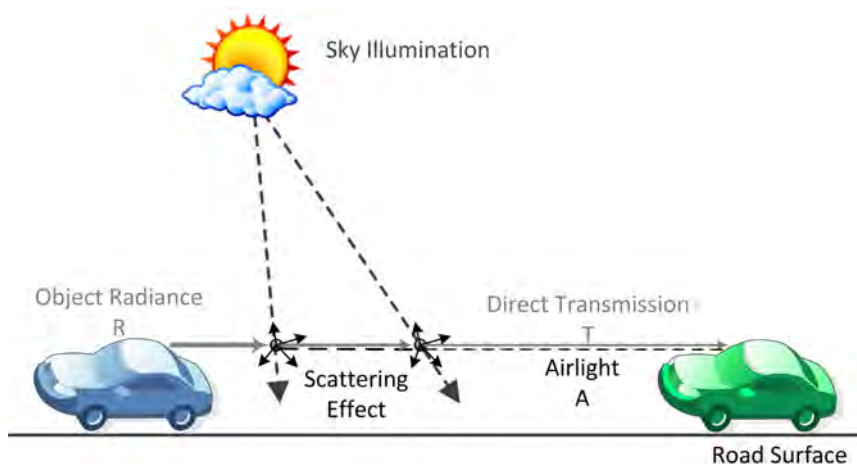 Sky Illumination
Object Radiance
R
Direct Transmission
T
Scattering
Effect
Airlight
A
Road Surface